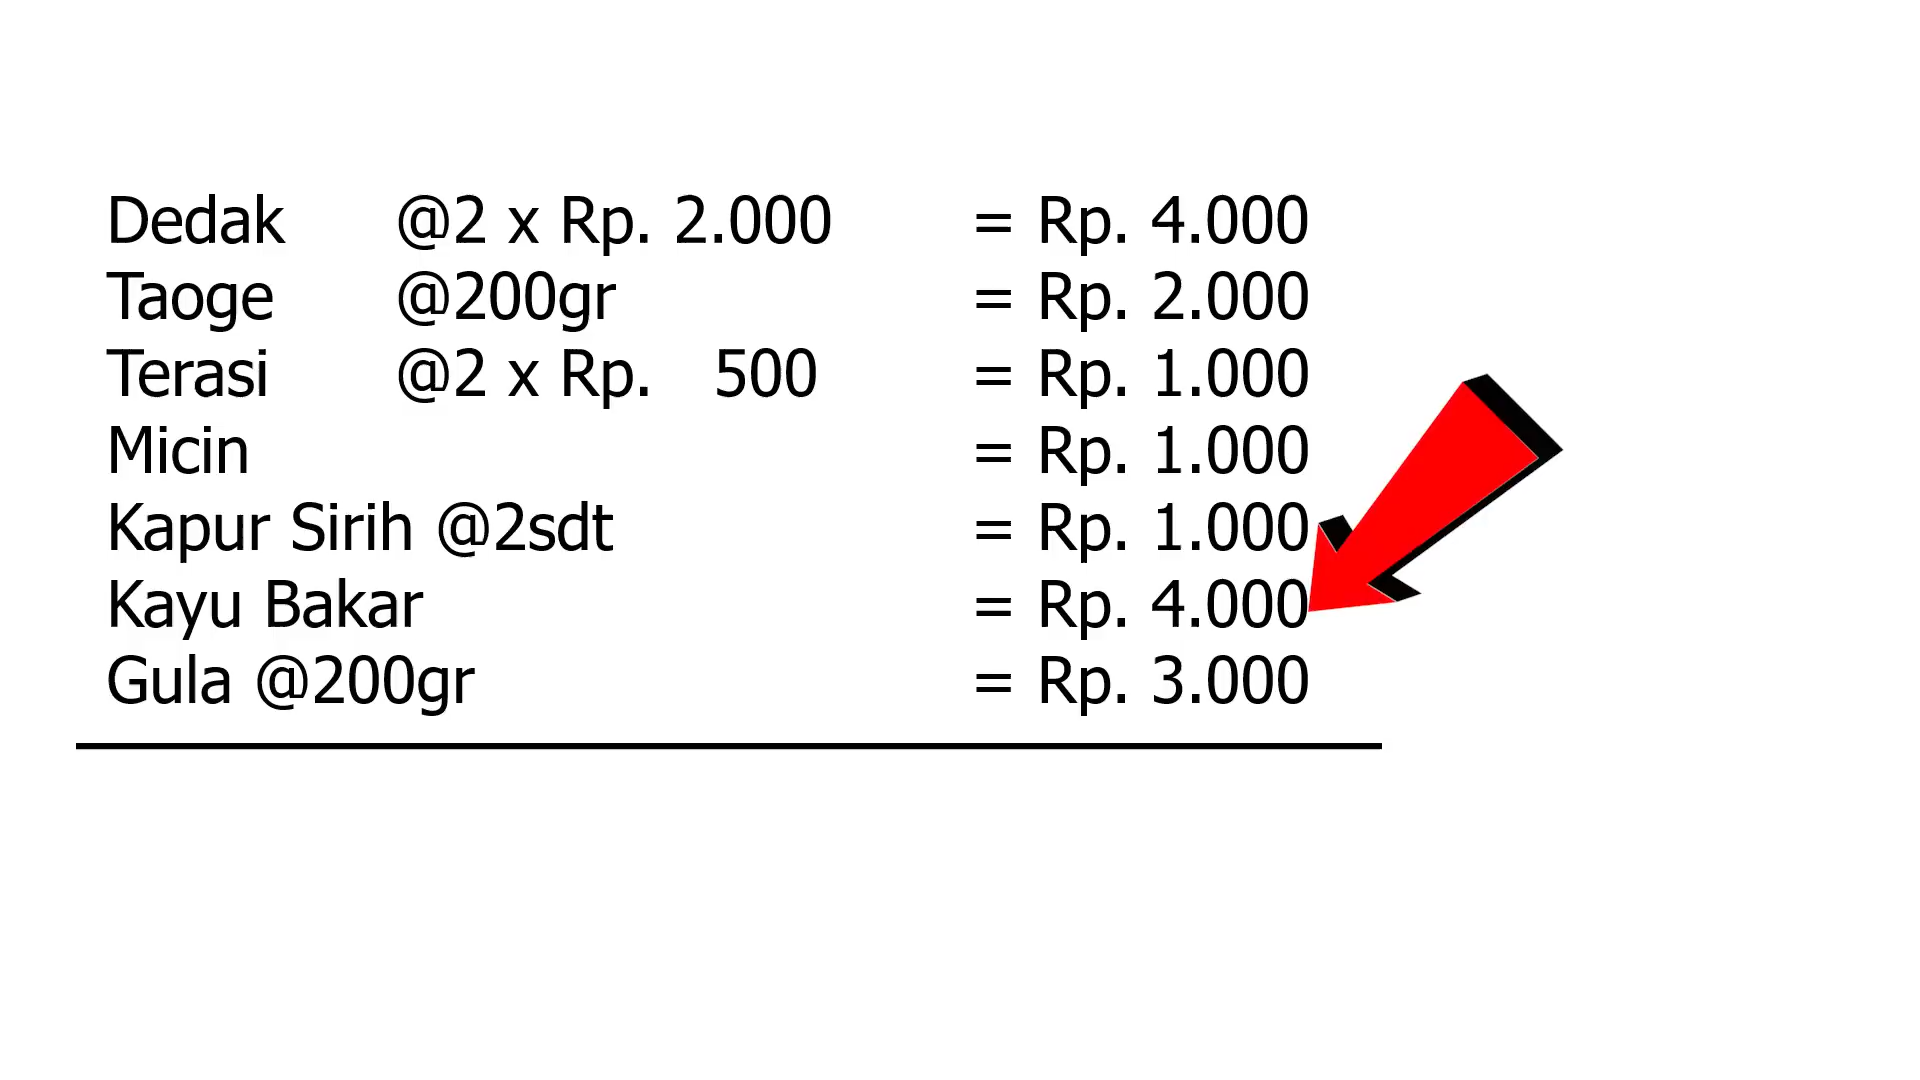 Dedak @2 x Rp. 2.000 = Rp. 4.000
Taoge @200gr = Rp. 2.000
Terasi @2 x Rp. 500 = Rp. 1.000
Micin = Rp. 1.000
Kapur Sirih @2sdt = Rp. 1.000
Kayu Bakar = Rp. 4.000
Gula @200gr = Rp. 3.000